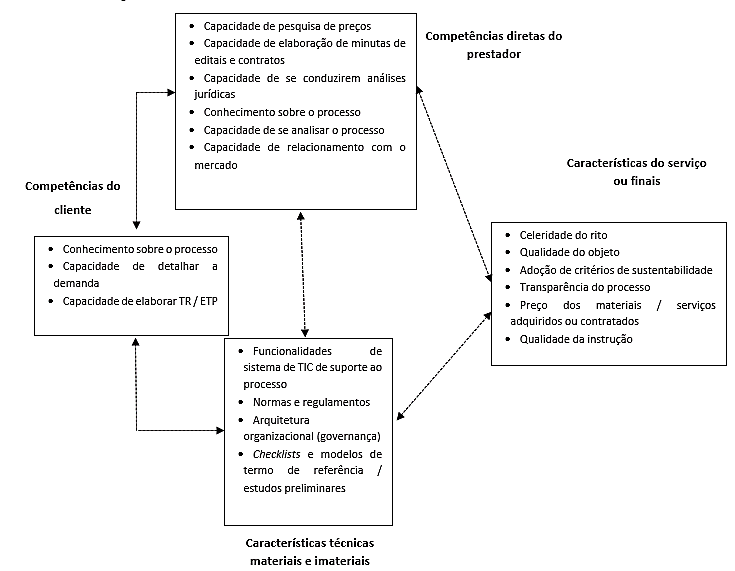 • Capacidade de pesquisa de preços
• Capacidade de elaboração de minutas de
editais e contratos
• Capacidade de se conduzirem análises
jurídicas
• Conhecimento sobre o processo
• Capacidade de se analisar o processo
• Capacidade de relacionamento com o
mercado
Competências diretas do
prestador
Competências do
cliente
• Conhecimento sobre o processo
• Capacidade de detalhar a
demanda
• Capacidade de elaborar TR / ETP
Características do serviço
ou finais
• Celeridade do rito
• Qualidade do objeto
• Adoção de critérios de sustentabilidade
• Transparência do processo
• Preço dos materiais / serviços
adquiridos ou contratados
• Qualidade da instrução
• Funcionalidades de
sistema de TIC de suporte ao
processo
• Normas e regulamentos
• Arquitetura
organizacional (governança)
• Checklists e modelos de
termo de referência /
estudos preliminares
Características técnicas
materiais e imateriais